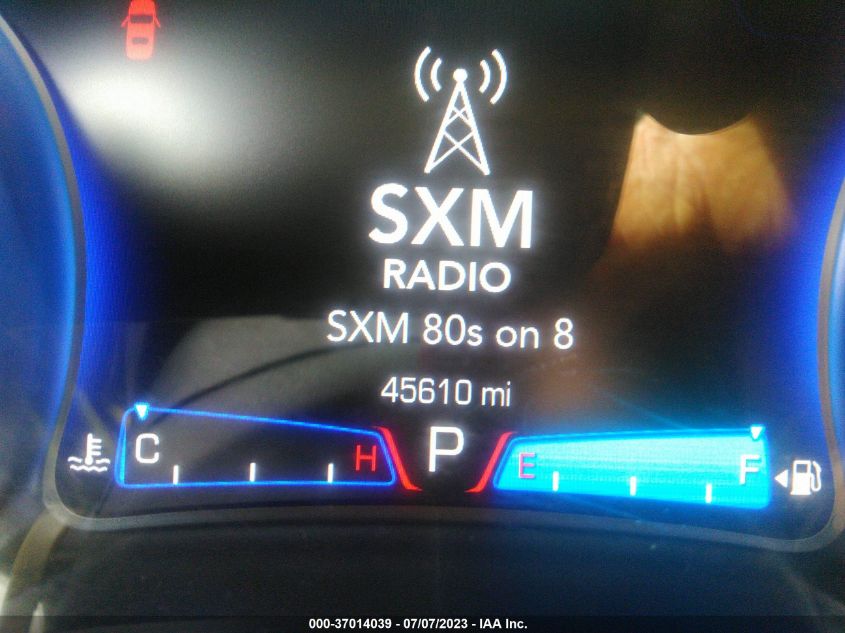 SXM
RADIO
SXM 80s on 8
45610 mi
C H P E F
000-37014039 - 07/07/2023 - IAA Inc.